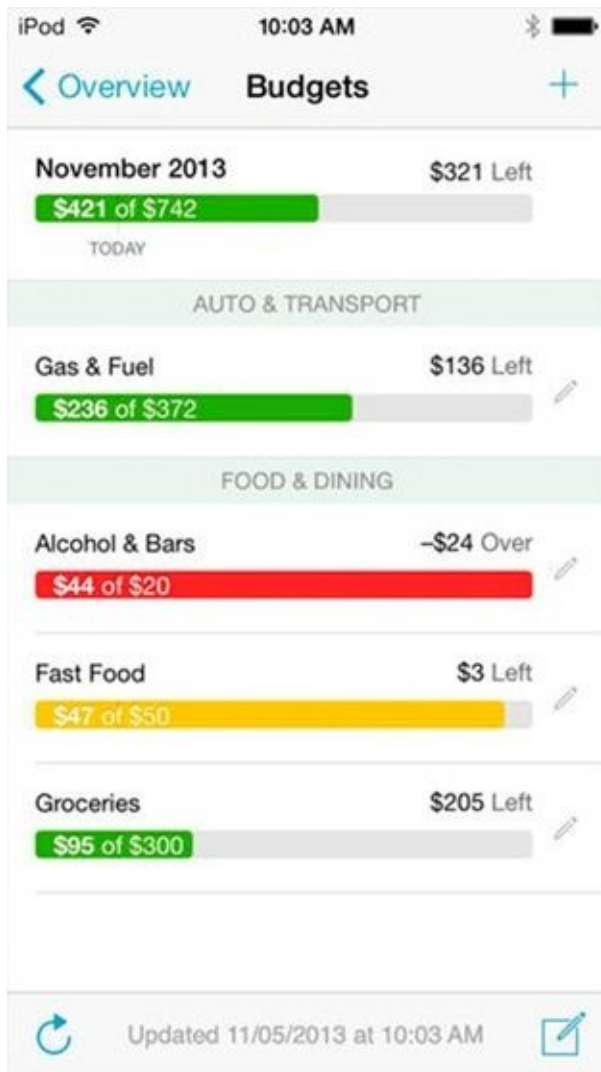 iPod 10:03 AM
Overview Budgets +
November 2013 $321 Left
$421 of $742
TODAY
AUTO & TRANSPORT
Gas & Fuel $136 Left
$236 of $372
FOOD & DINING
Alcohol & Bars –$24 Over
$44 of $20
Fast Food $3 Left
$47 of $50
Groceries $205 Left
$95 of $300
Updated 11/05/2013 at 10:03 AM